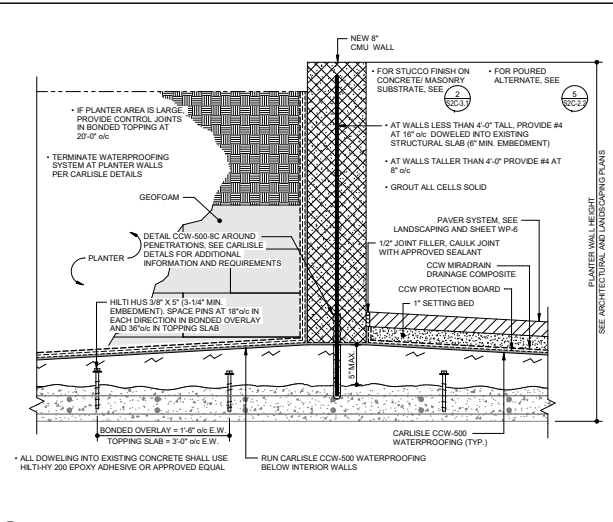 NEW 8"
CMU WALL
• FOR STUCCO FINISH ON
CONCRETE/ MASONRY
SUBSTRATE, SEE
2
S2C-3.1
• FOR POURED
ALTERNATE, SEE
5
S2C-2.2
• IF PLANTER AREA IS LARGE,
PROVIDE CONTROL JOINTS
IN BONDED TOPPING AT
20'-0" o/c
• TERMINATE WATERPROOFING
SYSTEM AT PLANTER WALLS
PER CARLISLE DETAILS
• AT WALLS LESS THAN 4'-0" TALL, PROVIDE #4
AT 16" o/c DOWELED INTO EXISTING
STRUCTURAL SLAB (6" MIN. EMBEDMENT)
• AT WALLS TALLER THAN 4'-0" PROVIDE #4 AT
8" o/c
• GROUT ALL CELLS SOLID
GEOFOAM
DETAIL CCW-500-8C AROUND
PENETRATIONS, SEE CARLISLE
DETALS FOR ADDITIONAL
INFORMATION AND REQUIREMENTS
PLANTER
PAVER SYSTEM, SEE
LANDSCAPING AND SHEET WP-6
1/2" JOINT FILLER, CAULK JOINT
WITH APPROVED SEALANT
CCW MIRADRAIN
DRAINAGE COMPOSITE
CCW PROTECTION BOARD
1" SETTING BED
PLANTER WALL HEIGHT
SEE ARCHITECTURAL AND LANDSCAPING PLANS
• HILTI HUS 3/8" X 5" (3-1/4" MIN.
EMBEDMENT). SPACE PINS AT 18"o/c IN
EACH DIRECTION IN BONDED OVERLAY
AND 36"o/c IN TOPPING SLAB
5" MAX.
BONDED OVERLAY = 1'-6" o/c E.W.
TOPPING SLAB = 3'-0" o/c E.W.
CARLISLE CCW-500
WATERPROOFING (TYP.)
• ALL DOWELING INTO EXISTING CONCRETE SHALL USE
HILTI-HY 200 EPOXY ADHESIVE OR APPROVED EQUAL
RUN CARLISLE CCW-500 WATERPROOFING
BELOW INTERIOR WALLS